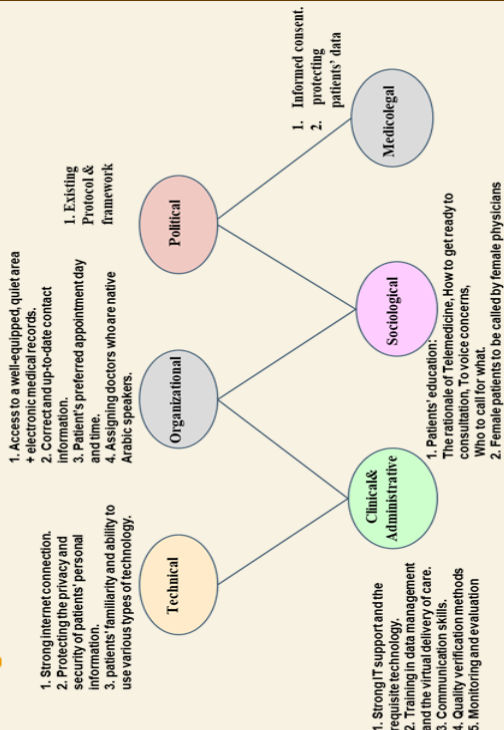 1. Strong internet connection.
2. Protecting the privacy and
security of patients' personal
information.
3. patients' familiarity and ability to
use various types of technology.
Technical
1. Strong IT support and the
requisite technology.
2. Training in data management
and the virtual delivery of care.
3. Communication skills.
4. Quality verification methods
5. Monitoring and evaluation
Clinical&
Administrative
1. Access to a well-equipped, quiet area
+ electronic medical records.
2. Correct and up-to-date contact
information.
3. Patient's preferred appointment day
and time.
4. Assigning doctors who are native
Arabic speakers.
Organizational
Sociological
1. Patients' education:
The rationale of Telemedicine, How to get ready to
consultation, To voice concerns,
Who to call for what.
2. Female patients to be called by female physicians
1. Existing
Protocol &
framework
Political
1. Informed consent.
2. protecting
patients' data
Medicolegal